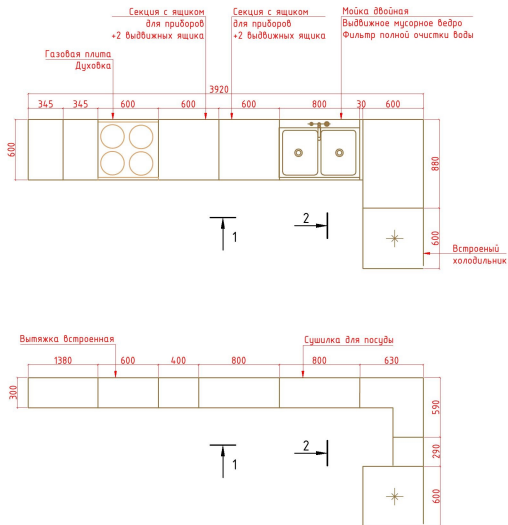 Секция с ящиком
для приборов
+2 выдвижных ящика
Секция с ящиком
для приборов
+2 выдвижных ящика
Мойка двойная
Выдвижное мусорное ведро
Фильтр полной очистки воды
Газовая плита
Духовка
3920
345 345 600 600 600 800 30 600
600
880
600
1
2
Встроеный
холодильник
Вытяжка встроенная
Сушилка для посуды
1380 600 400 800 800 630
300
590
290
600
1
2